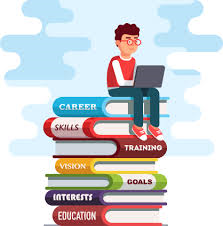 CAREER
SKILLS
TRAINING
VISION
GOALS
INTERESTS
EDUCATION